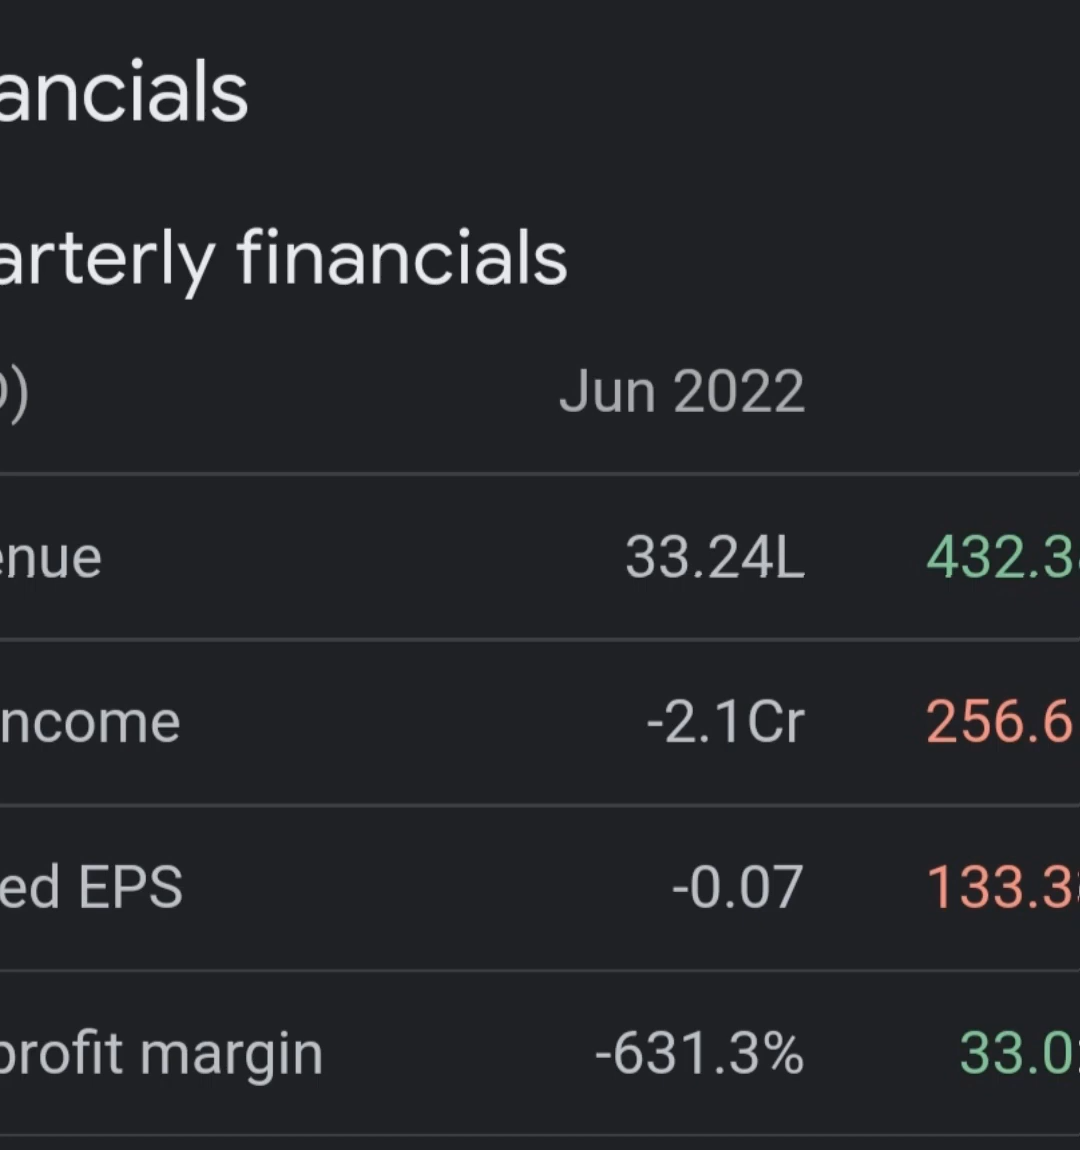 ancials
arterly financials
) Jun 2022
enue 33.24L 432.3
ncome -2.1Cr 256.6
ed EPS -0.07 133.3
profit margin -631.3% 33.0